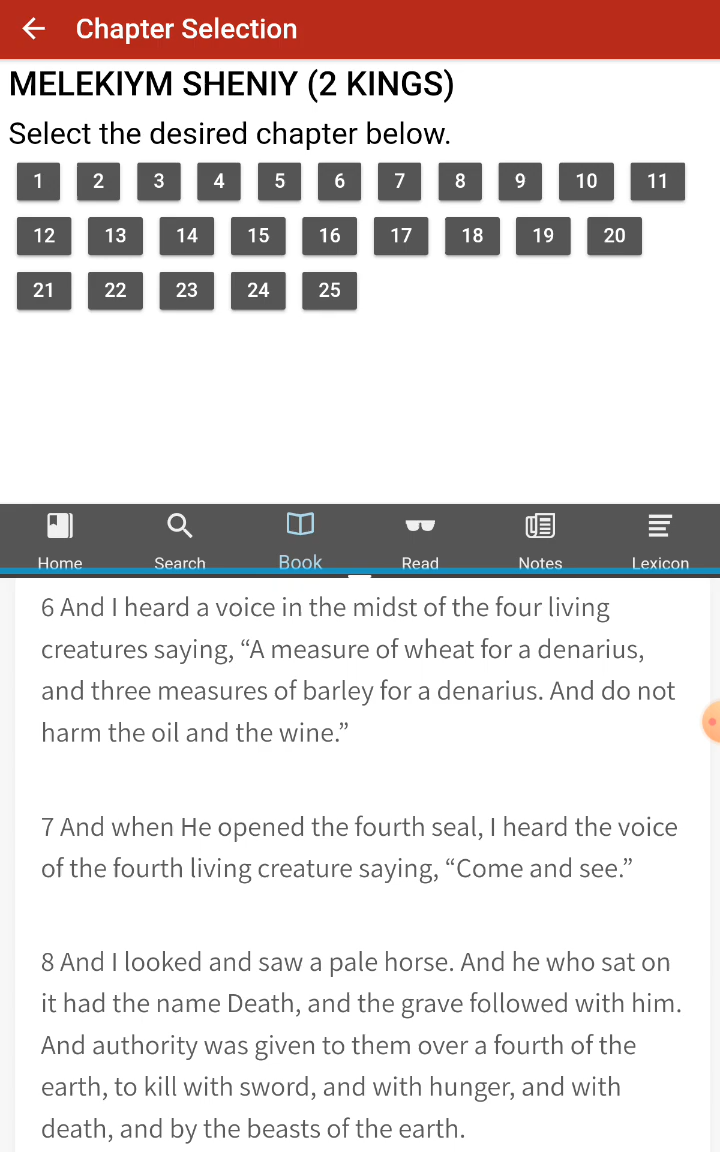 Chapter Selection
MELEKIYM SHENIY (2 KINGS)
Select the desired chapter below.
1 2 3 4 5 6 7 8 9 10 11
12 13 14 15 16 17 18 19 20
21 22 23 24 25
Home Search Book Read Notes Lexicon
6 And I heard a voice in the midst of the four living
creatures saying, “A measure of wheat for a denarius,
and three measures of barley for a denarius. And do not
harm the oil and the wine.”
7 And when He opened the fourth seal, I heard the voice
of the fourth living creature saying, “Come and see.”
8 And I looked and saw a pale horse. And he who sat on
it had the name Death, and the grave followed with him.
And authority was given to them over a fourth of the
earth, to kill with sword, and with hunger, and with
death, and by the beasts of the earth.